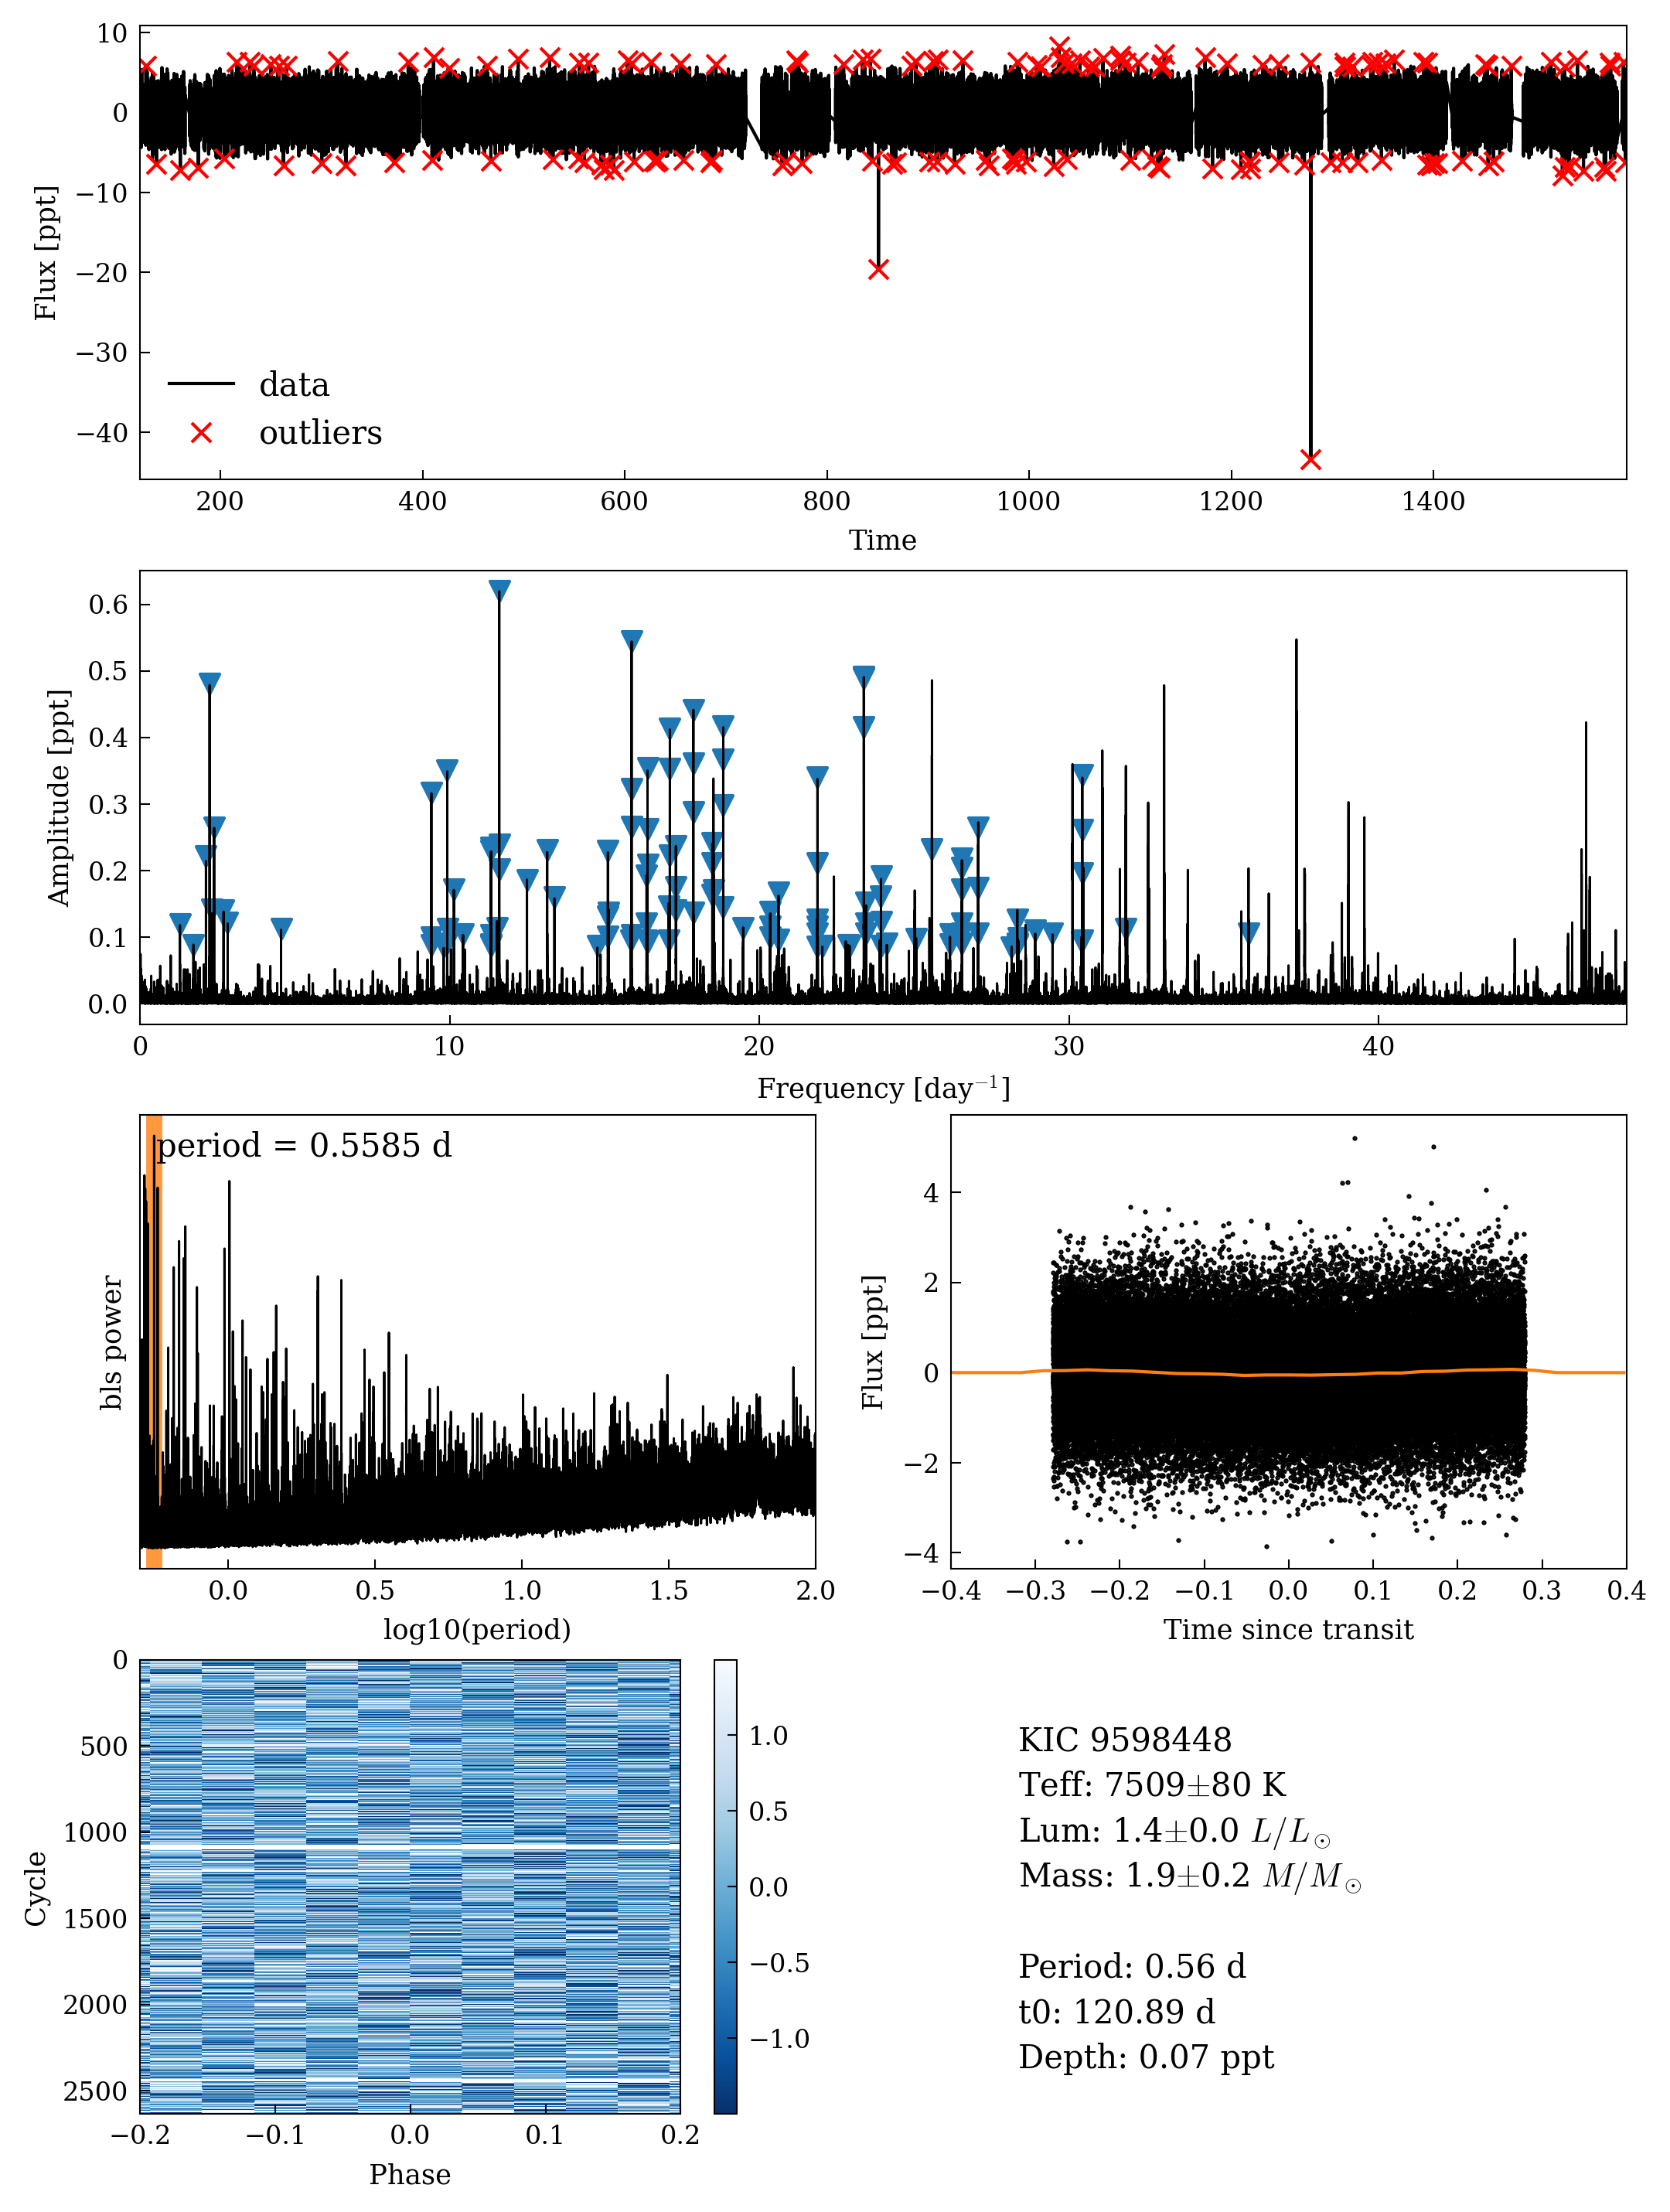 10
0
−10
−20
−30
−40
Flux [ppt]
data
outliers
200 400 600 800 1000 1200 1400
Time
0.6
0.5
0.4
0.3
0.2
0.1
0.0
Amplitude [ppt]
0 10 20 30 40
Frequency [day⁻¹]
period = 0.5585 d
bls power
0.0 0.5 1.0 1.5 2.0
log10(period)
4
2
0
−2
−4
Flux [ppt]
−0.4 −0.3 −0.2 −0.1 0.0 0.1 0.2 0.3 0.4
Time since transit
0
500
1000
1500
2000
2500
Cycle
−0.2 −0.1 0.0 0.1 0.2
Phase
1.0
0.5
0.0
−0.5
−1.0
KIC 9598448
Teff: 7509±80 K
Lum: 1.4±0.0 L/L⊙
Mass: 1.9±0.2 M/M⊙
Period: 0.56 d
t0: 120.89 d
Depth: 0.07 ppt